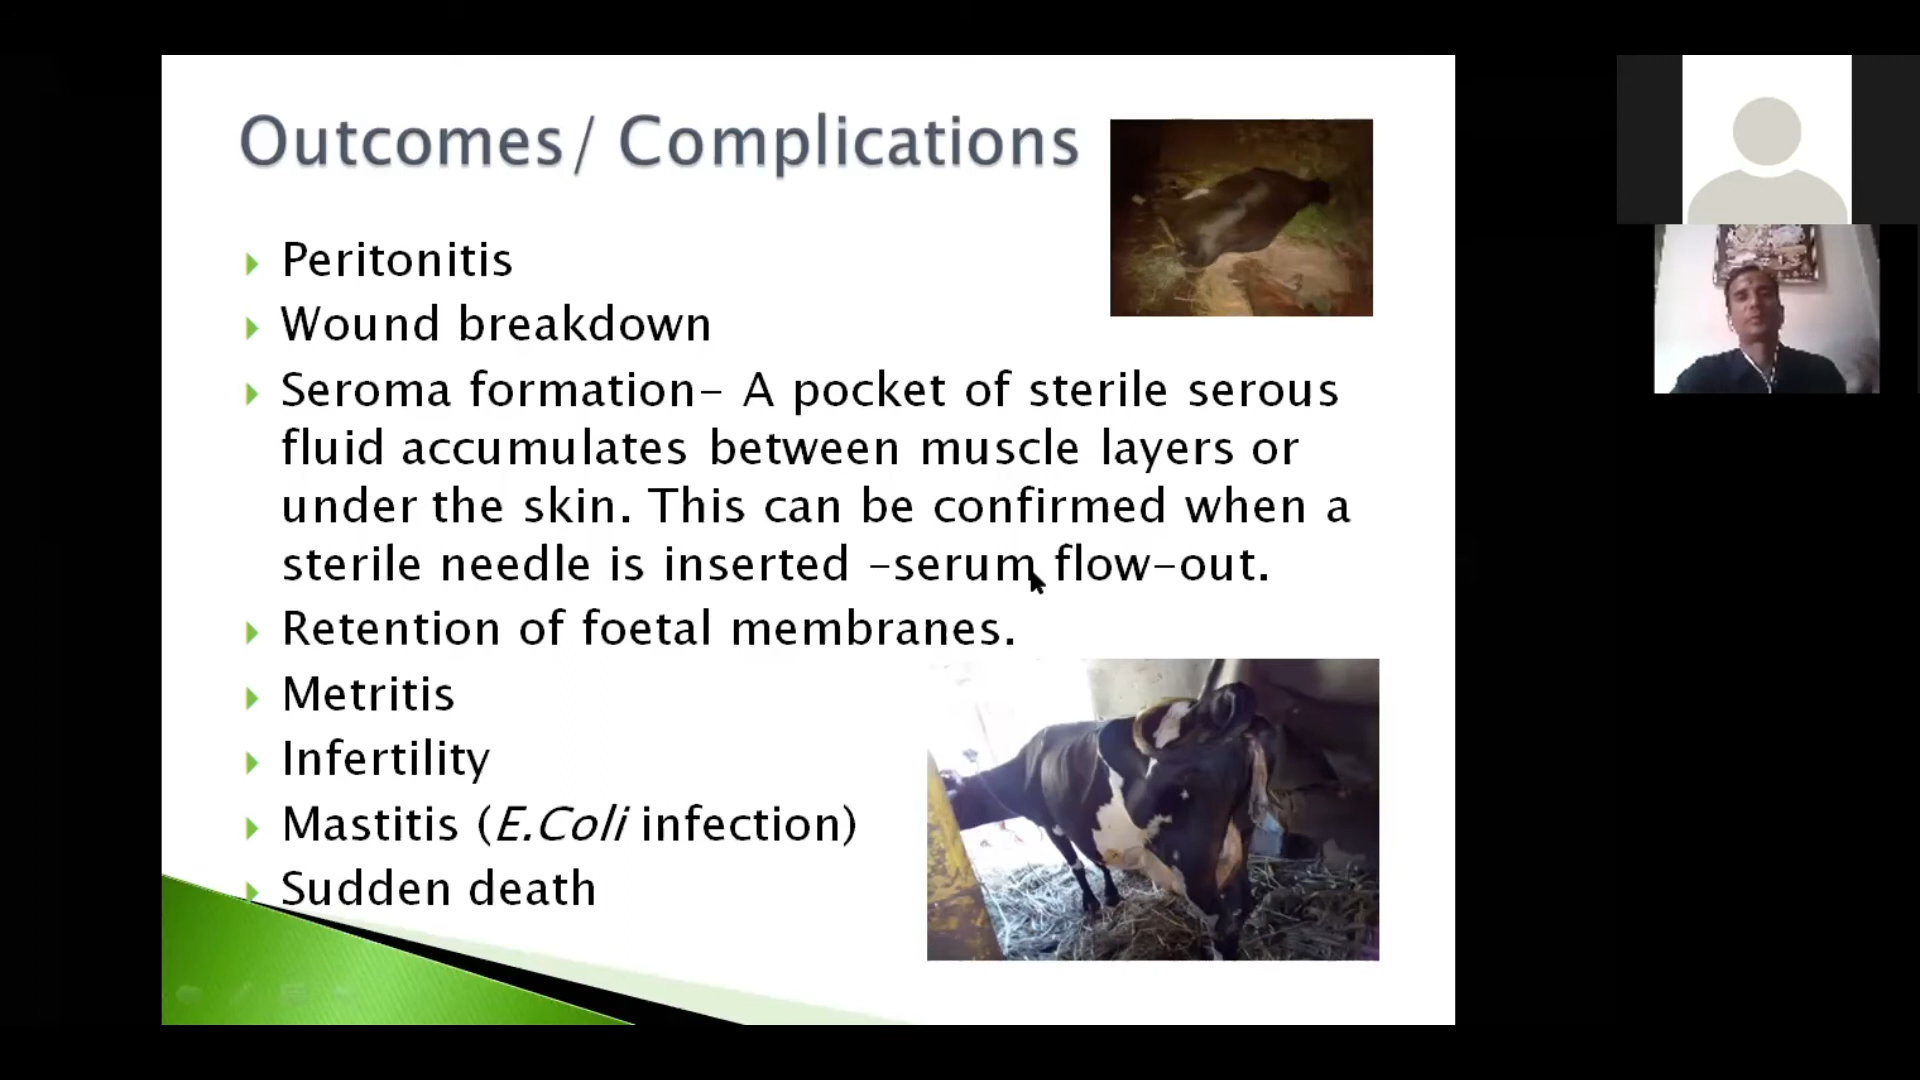 Outcomes/ Complications
Peritonitis
Wound breakdown
Seroma formation- A pocket of sterile serous
fluid accumulates between muscle layers or
under the skin. This can be confirmed when a
sterile needle is inserted -serum flow-out.
Retention of foetal membranes.
Metritis
Infertility
Mastitis (E.Coli infection)
Sudden death